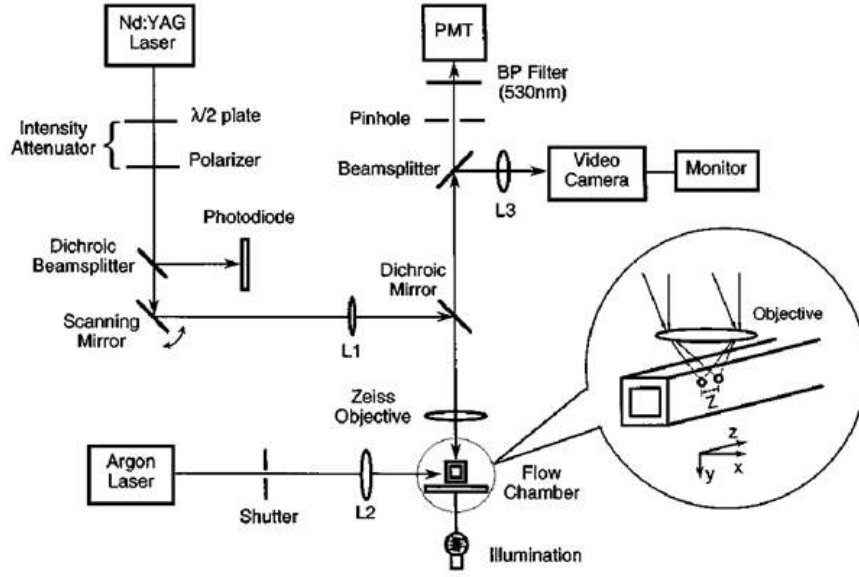 Nd:YAG
Laser
λ/2 plate
Intensity
Attenuator
Polarizer
Photodiode
Dichroic
Beamsplitter
Scanning
Mirror
L1
PMT
BP Filter
(530nm)
Pinhole
Beamsplitter
L3
Video
Camera
Monitor
Dichroic
Mirror
Objective
Z
z
x
y
Zeiss
Objective
Argon
Laser
Shutter
L2
Flow
Chamber
Illumination